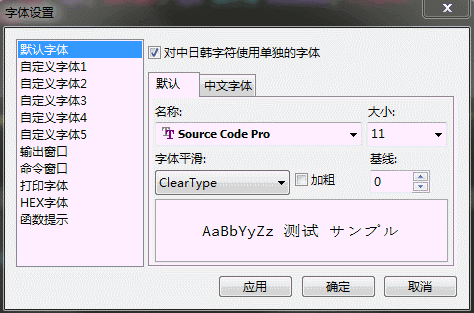 字体设置
默认字体
自定义字体1
自定义字体2
自定义字体3
自定义字体4
自定义字体5
输出窗口
命令窗口
打印字体
HEX字体
函数提示
对中日韩字符使用单独的字体
默认 中文字体
名称: 大小:
Source Code Pro 11
字体平滑: 基线:
ClearType 加粗 0
AaBbYyZz 测试 サンプル
应用 确定 取消